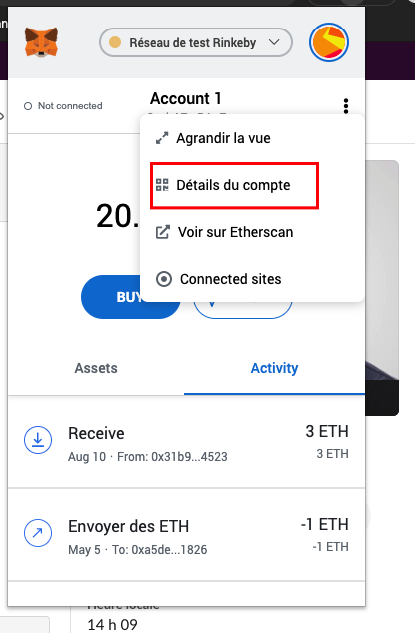 Réseau de test Rinkeby
Not connected
Account 1
Agrandir la vue
Détails du compte
20.
Voir sur Etherscan
BUY
Connected sites
Assets
Activity
Receive
3 ETH
Aug 10 · From: 0x31b9...4523
3 ETH
Envoyer des ETH
-1 ETH
May 5 · To: 0xa5de...1826
-1 ETH
Heure locale
14 h 09